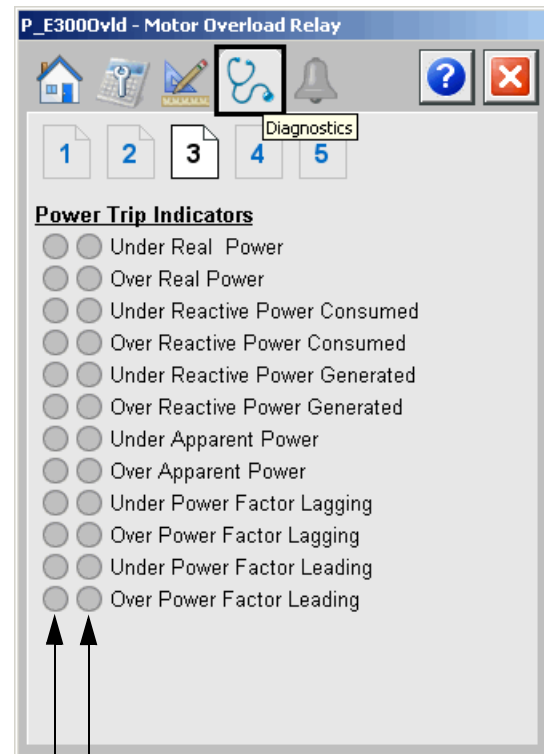 P_E300Ovld - Motor Overload Relay
?
Diagnostics
1 2 3 4 5
Power Trip Indicators
Under Real Power
Over Real Power
Under Reactive Power Consumed
Over Reactive Power Consumed
Under Reactive Power Generated
Over Reactive Power Generated
Under Apparent Power
Over Apparent Power
Under Power Factor Lagging
Over Power Factor Lagging
Under Power Factor Leading
Over Power Factor Leading